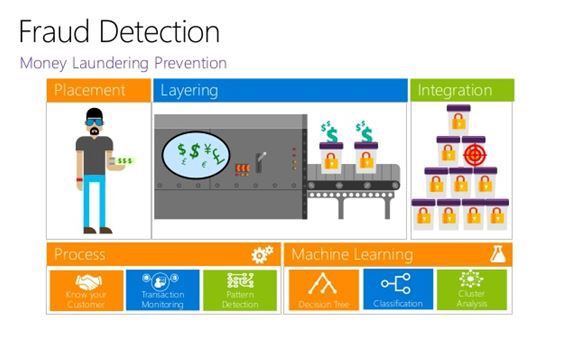 Fraud Detection
Money Laundering Prevention
Placement
Layering
Integration
$$$
$ $ ¥ £
£ €
$$$
$$$
Process
Machine Learning
Know your
Customer
Transaction
Monitoring
Pattern
Detection
Decision Tree
Classification
Cluster
Analysis